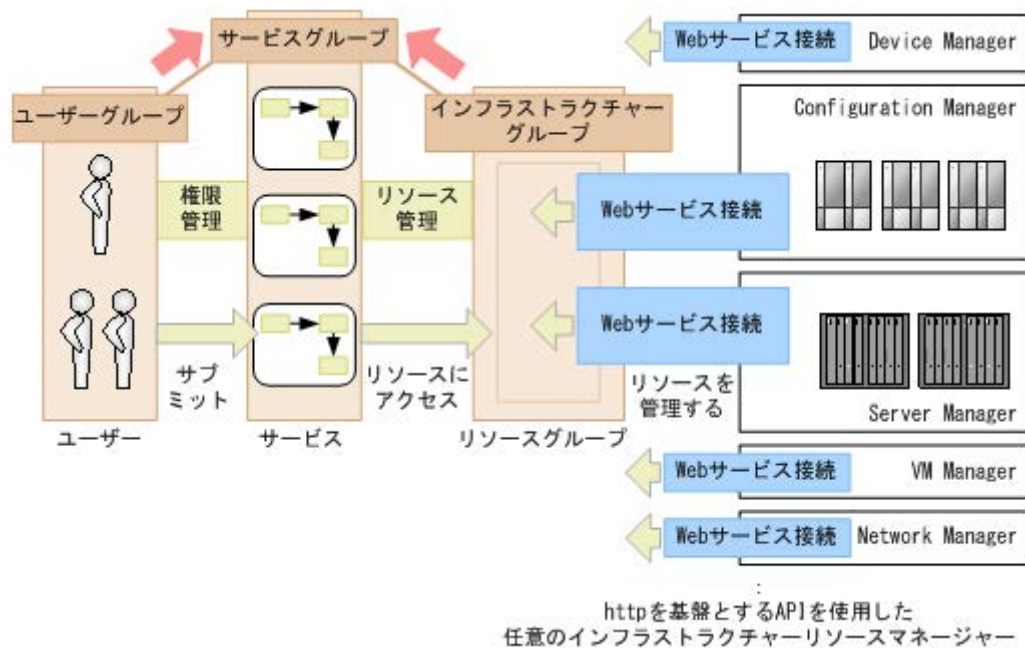 サービスグループ
ユーザーグループ
インフラストラクチャー
グループ
権限
管理
リソース
管理
サブ
ミット
リソースに
アクセス
ユーザー
サービス
リソースグループ
リソースを
管理する
Webサービス接続
Device Manager
Configuration Manager
Webサービス接続
Webサービス接続
Server Manager
Webサービス接続
VM Manager
Webサービス接続
Network Manager
:
httpを基盤とするAPIを使用した
任意のインフラストラクチャーリソースマネージャー